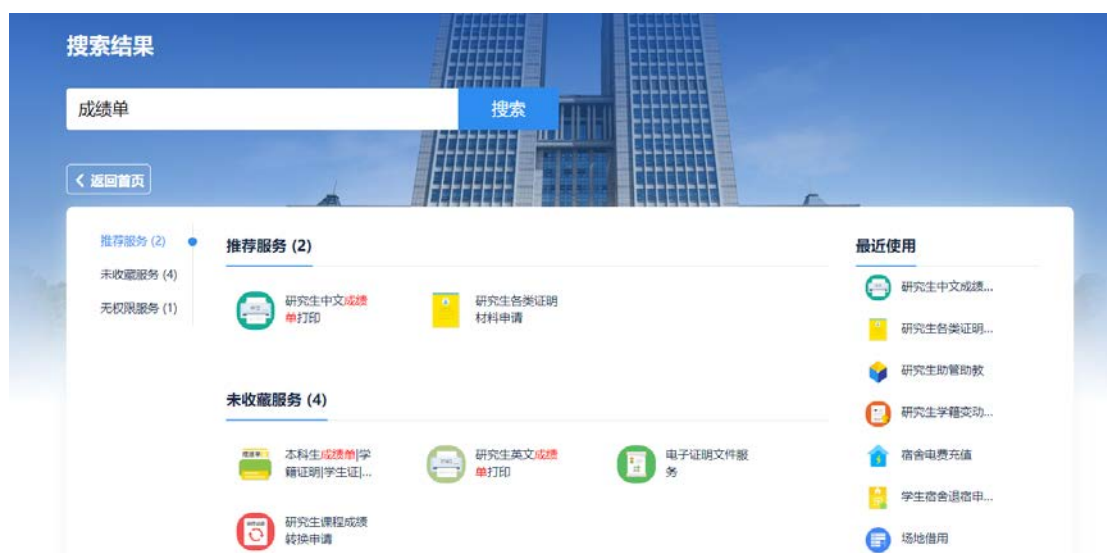 搜索结果
成绩单
搜索
返回首页
推荐服务 (2)
未收藏服务 (4)
无权限服务 (1)
推荐服务 (2)
研究生中文成绩
单打印
研究生各类证明
材料申请
未收藏服务 (4)
本科生成绩单|学
籍证明|学生证|...
研究生英文成绩
单打印
电子证明文件服
务
研究生课程成绩
转换申请
最近使用
研究生中文成绩...
研究生各类证明...
研究生助管助教
研究生学籍变动...
宿舍电费充值
学生宿舍退宿申...
场地借用